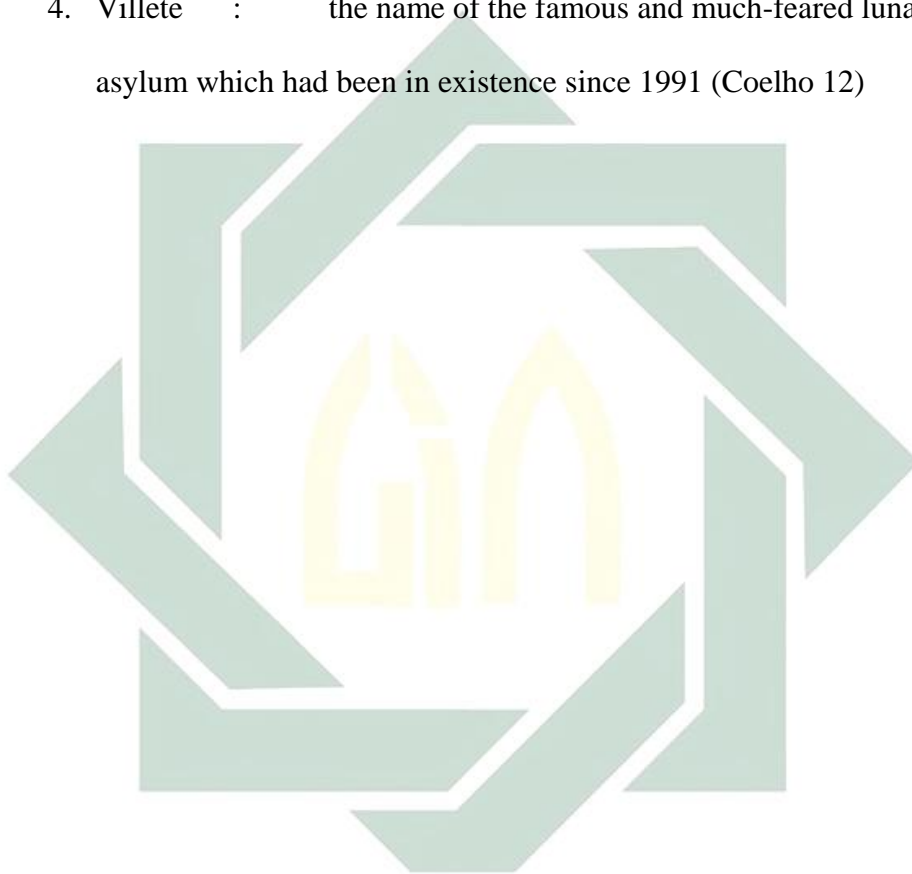 4. Villete : the name of the famous and much-feared
asylum which had been in existence since 1991 (Coelho 12)